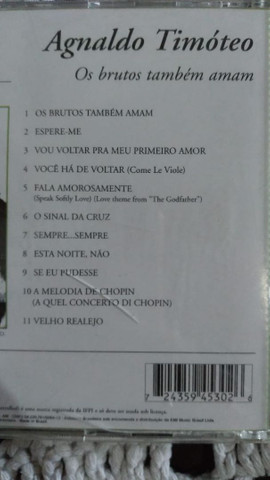 Agnaldo Timóteo
Os brutos também amam
1 OS BRUTOS TAMBÉM AMAM
2 ESPERE-ME
3 VOU VOLTAR PRA MEU PRIMEIRO AMOR
4 VOCÊ HÁ DE VOLTAR (Come Le Viole)
5 FALA AMOROSAMENTE
(Speak Softly Love) (Love theme from "The Godfather")
6 O SINAL DA CRUZ
7 SEMPRE...SEMPRE
8 ESTA NOITE, NÃO
9 SE EU PUDESSE
10 A MELODIA DE CHOPIN
(A QUEL CONCERTO DI CHOPIN)
11 VELHO REALEJO
7 24359 45302 6